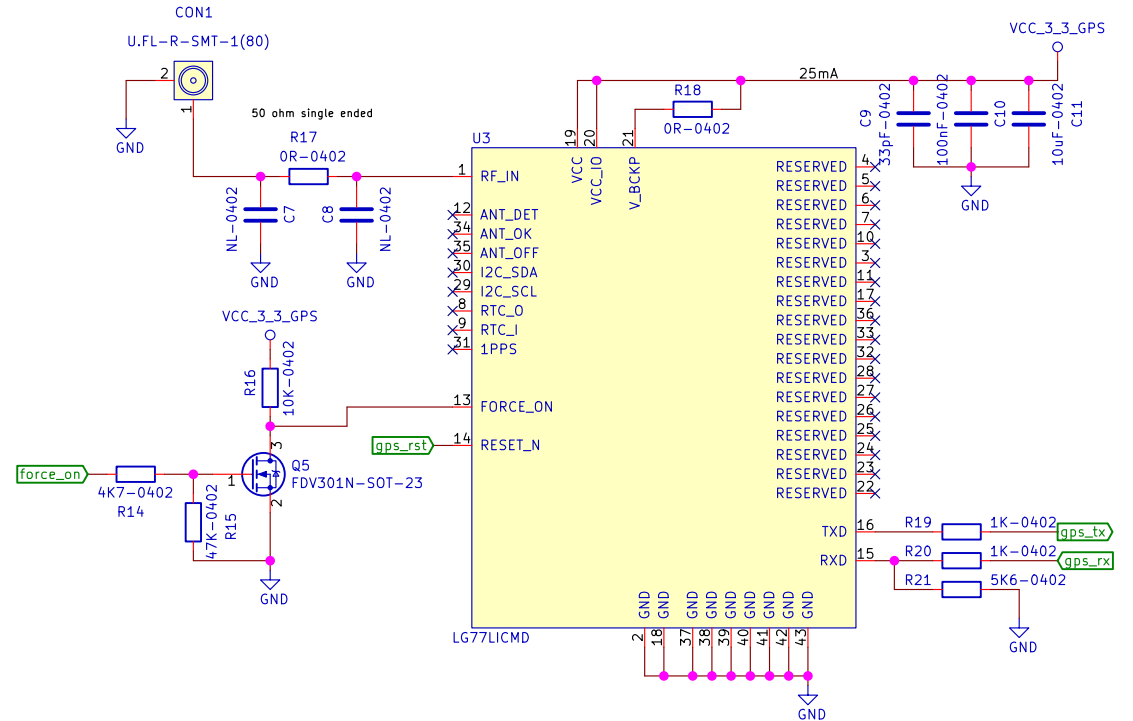 CON1
U.FL-R-SMT-1(80)
2
1
GND
50 ohm single ended
R17
0R-0402
NL-0402
C7
C8
NL-0402
GND
GND
VCC_3_3_GPS
25mA
R18
0R-0402
C9
33pF-0402
100nF-0402
C10
10uF-0402
C11
GND
U3
19
20
21
VCC
VCC_IO
V_BCKP
1 RF_IN
12 ANT_DET
34 ANT_OK
35 ANT_OFF
30 I2C_SDA
29 I2C_SCL
8 RTC_O
9 RTC_I
31 1PPS
13 FORCE_ON
14 RESET_N
RESERVED 4
RESERVED 5
RESERVED 6
RESERVED 7
RESERVED 10
RESERVED 3
RESERVED 11
RESERVED 17
RESERVED 36
RESERVED 33
RESERVED 32
RESERVED 28
RESERVED 27
RESERVED 26
RESERVED 25
RESERVED 24
RESERVED 23
RESERVED 22
TXD 16
RXD 15
GND
GND
GND
GND
GND
GND
GND
GND
GND
2
18
37
38
39
40
41
42
43
LG77LICMD
GND
VCC_3_3_GPS
R16
10K-0402
gps_rst
force_on
4K7-0402
R14
1
3
2
Q5
FDV301N-SOT-23
47K-0402
R15
GND
R19 1K-0402
gps_tx
R20 1K-0402
gps_rx
R21 5K6-0402
GND